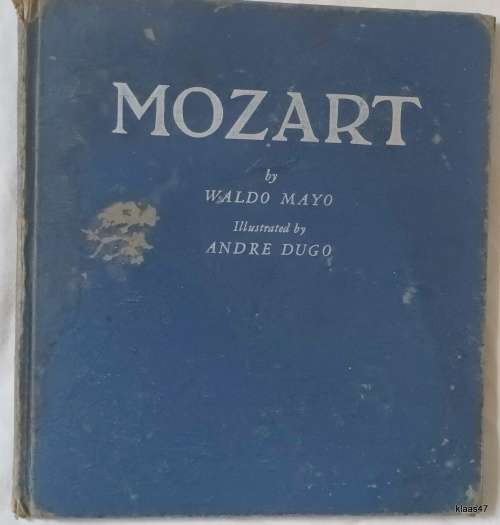 MOZART
by
WALDO MAYO
Illustrated by
ANDRE DUGO
klaas47